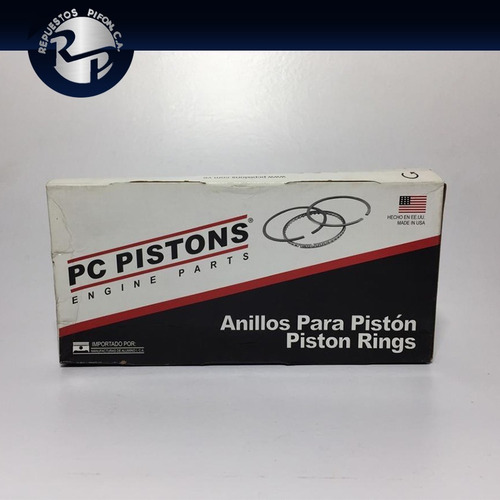 REPUESTOS PIFON, C.A.
RP
G
PC PISTONS®
ENGINE PARTS
HECHO EN EE.UU.
MADE IN USA
Anillos Para Pistón
Piston Rings
IMPORTADO POR: